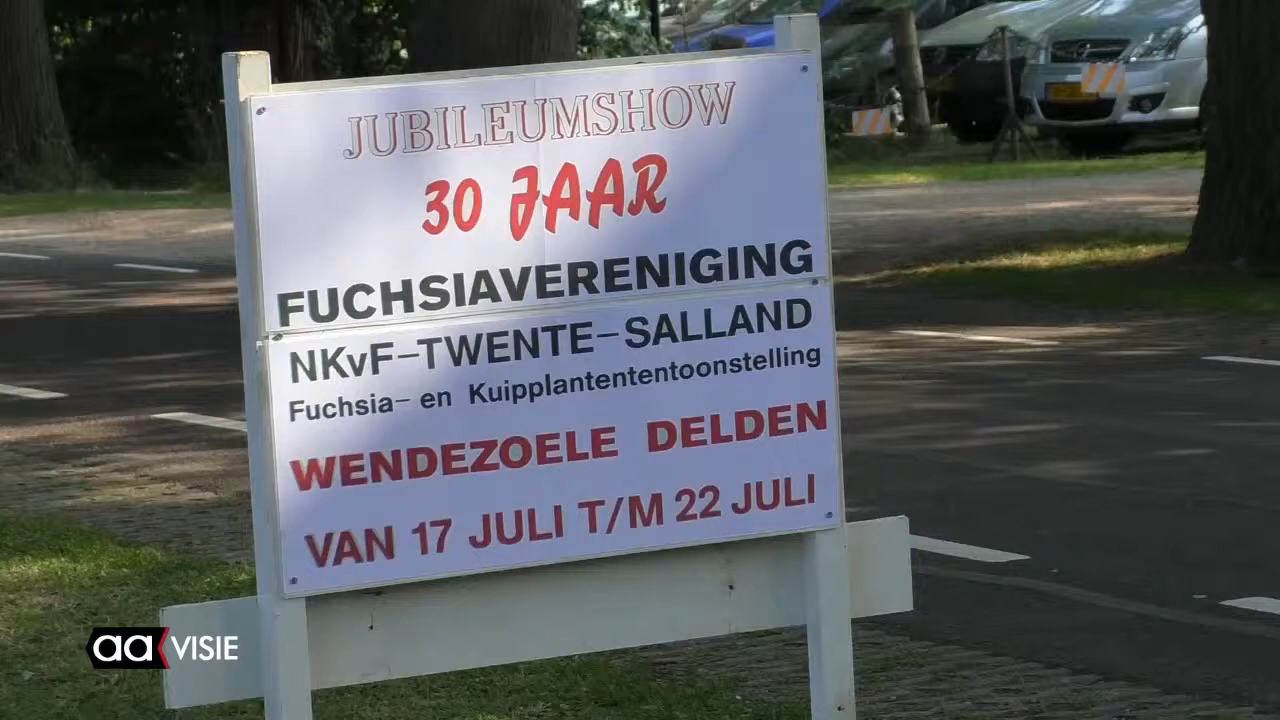 JUBILEUMSHOW
30 JAAR
FUCHSIAVERENIGING
NKvF-TWENTE-SALLAND
Fuchsia- en Kuipplantententoonstelling
WENDEZOELE DELDEN
VAN 17 JULI T/M 22 JULI
aa VISIE